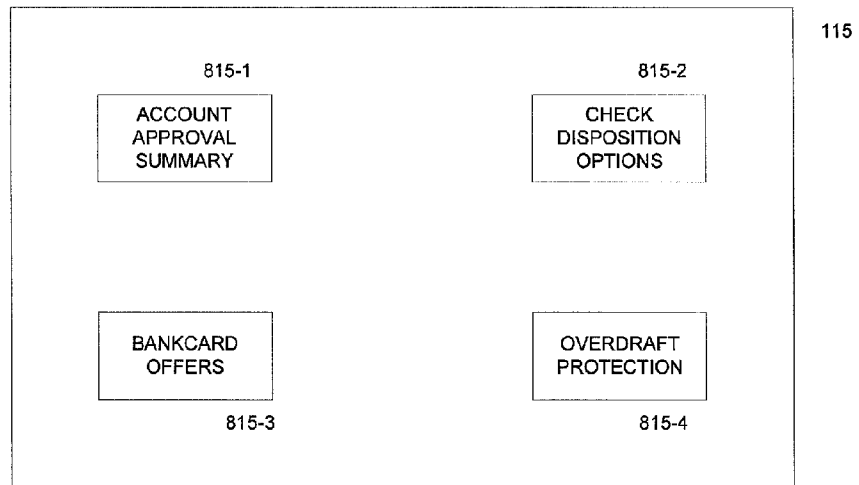 115
815-1
815-2
ACCOUNT
APPROVAL
SUMMARY
CHECK
DISPOSITION
OPTIONS
BANKCARD
OFFERS
OVERDRAFT
PROTECTION
815-3
815-4